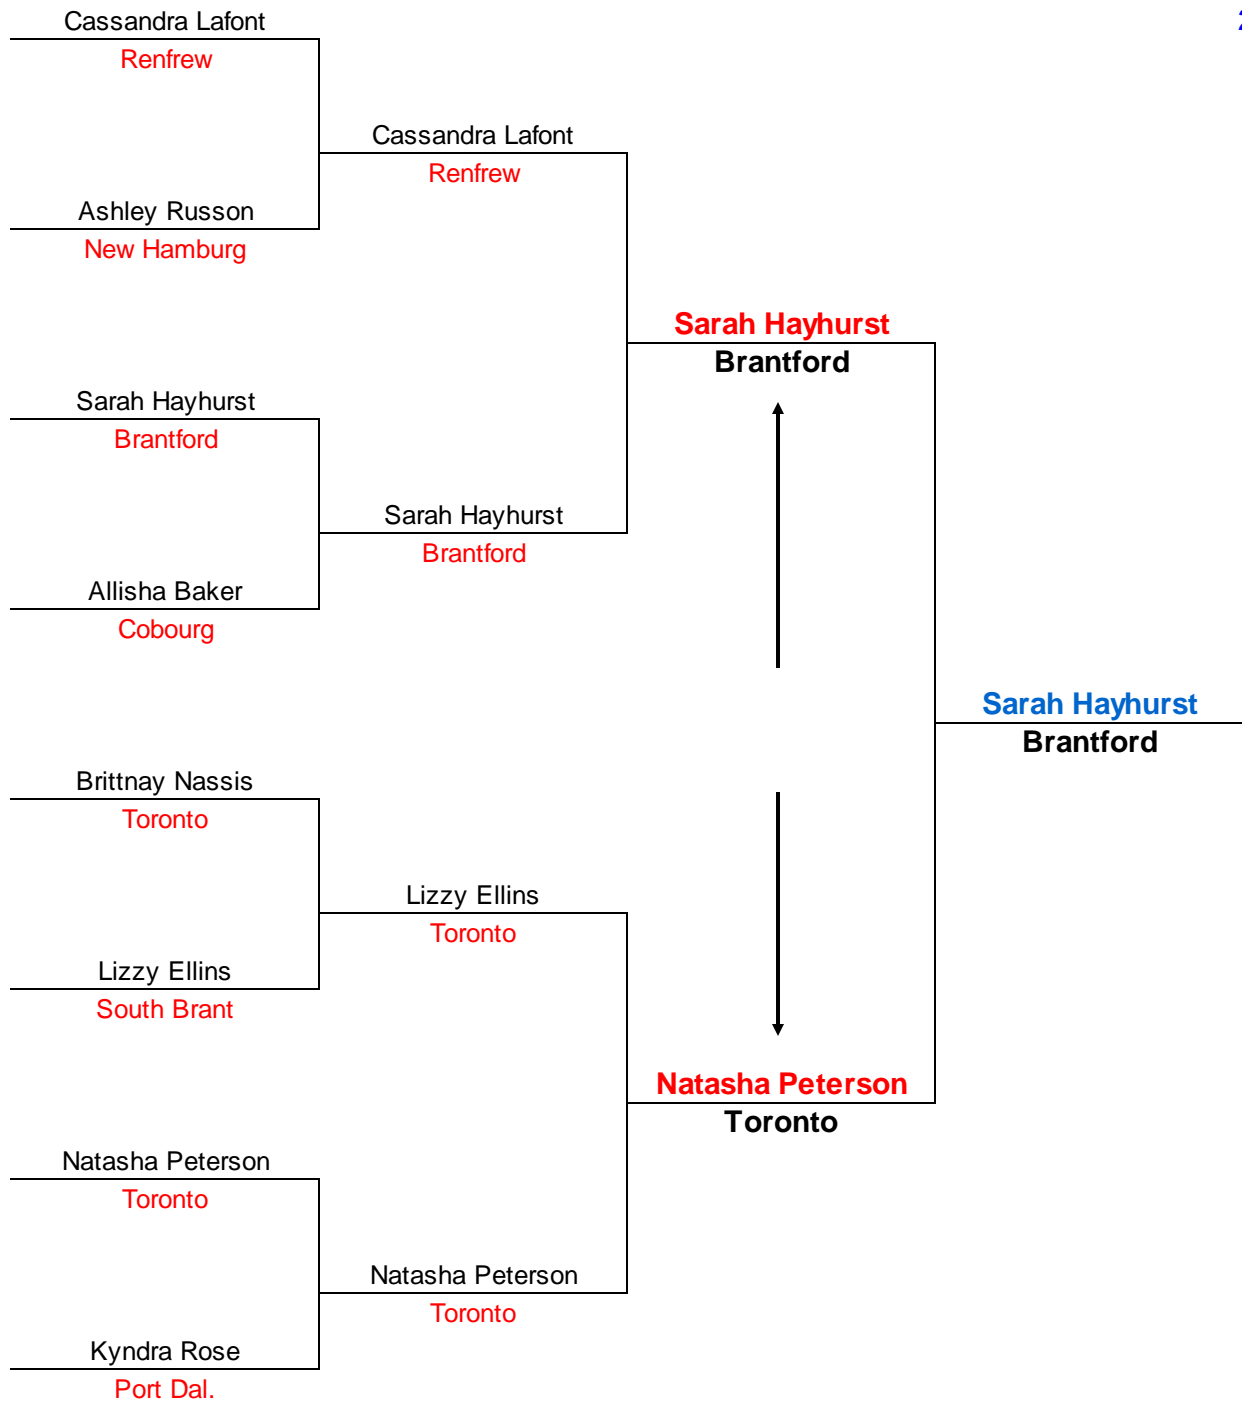 Cassandra Lafont
Renfrew
Ashley Russon
New Hamburg
Sarah Hayhurst
Brantford
Allisha Baker
Cobourg
Brittnay Nassis
Toronto
Lizzy Ellins
South Brant
Natasha Peterson
Toronto
Kyndra Rose
Port Dal.
Cassandra Lafont
Renfrew
Sarah Hayhurst
Brantford
Lizzy Ellins
Toronto
Natasha Peterson
Toronto
Sarah Hayhurst
Brantford
Natasha Peterson
Toronto
Sarah Hayhurst
Brantford